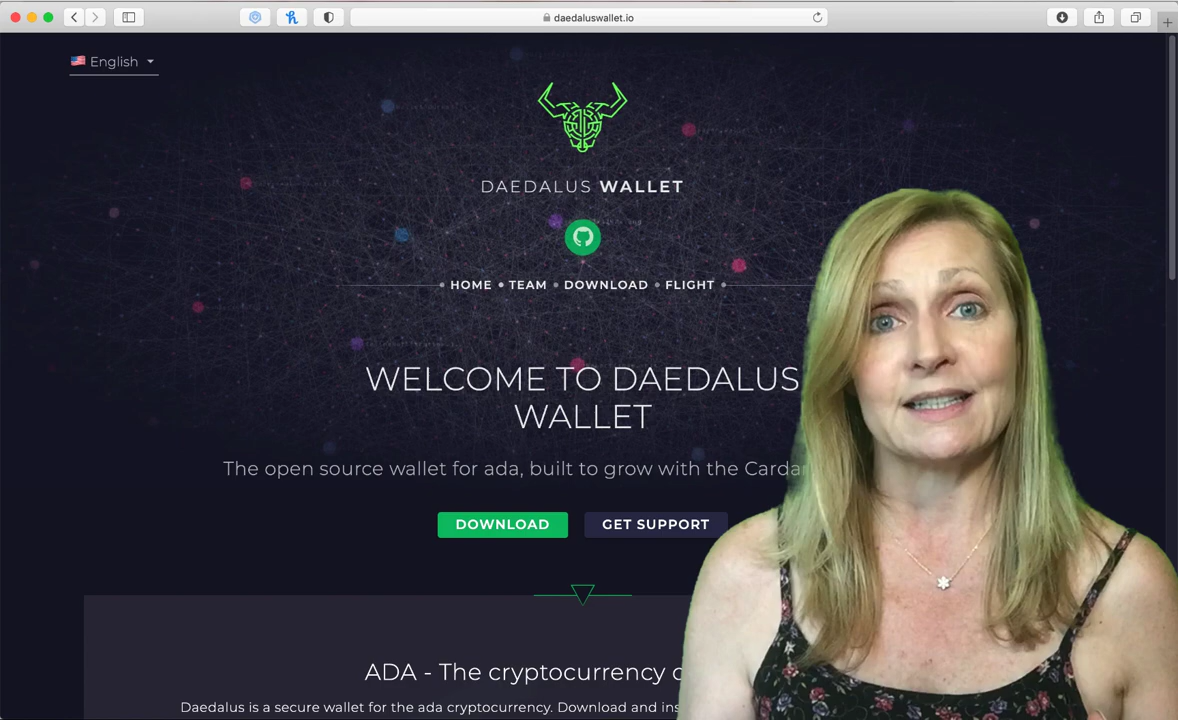 daedaluswallet.io
English
DAEDALUS WALLET
HOME TEAM DOWNLOAD FLIGHT
WELCOME TO DAEDALUS
WALLET
The open source wallet for ada, built to grow with the
DOWNLOAD GET SUPPORT
ADA - The cryptocurrency
Daedalus is a secure wallet for the ada cryptocurrency. Download and